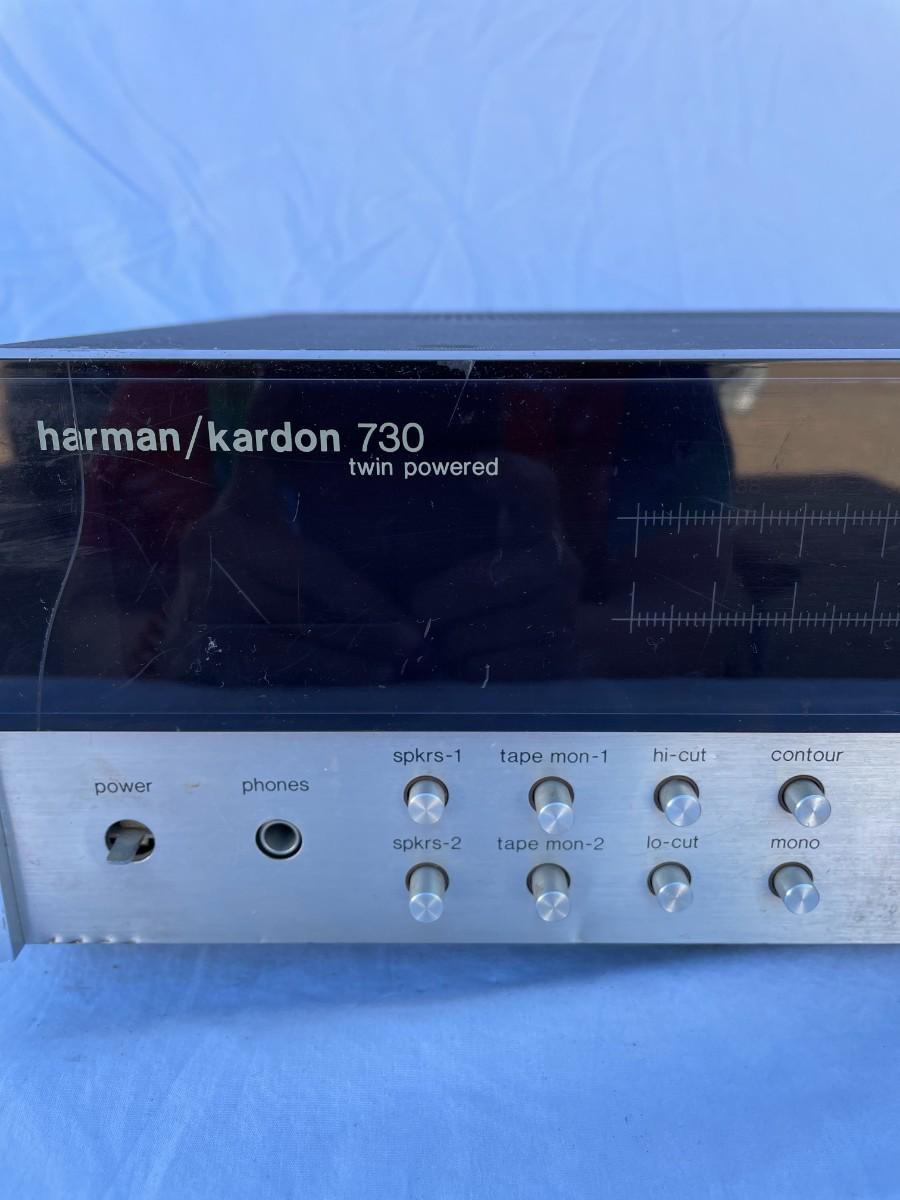 harman/kardon 730
twin powered
power
phones
spkrs-1
tape mon-1
hi-cut
contour
spkrs-2
tape mon-2
lo-cut
mono